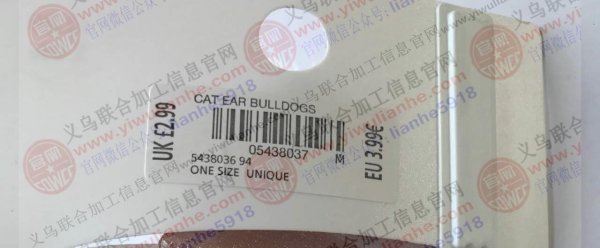 CAT EAR BULLDOGS
UK £2.99
05438037 M
5438036 94
ONE SIZE UNIQUE
EU 3.99€
义乌联合加工信息官网
www.yiwulianhe.com
官网微信公众号: lianhe5918